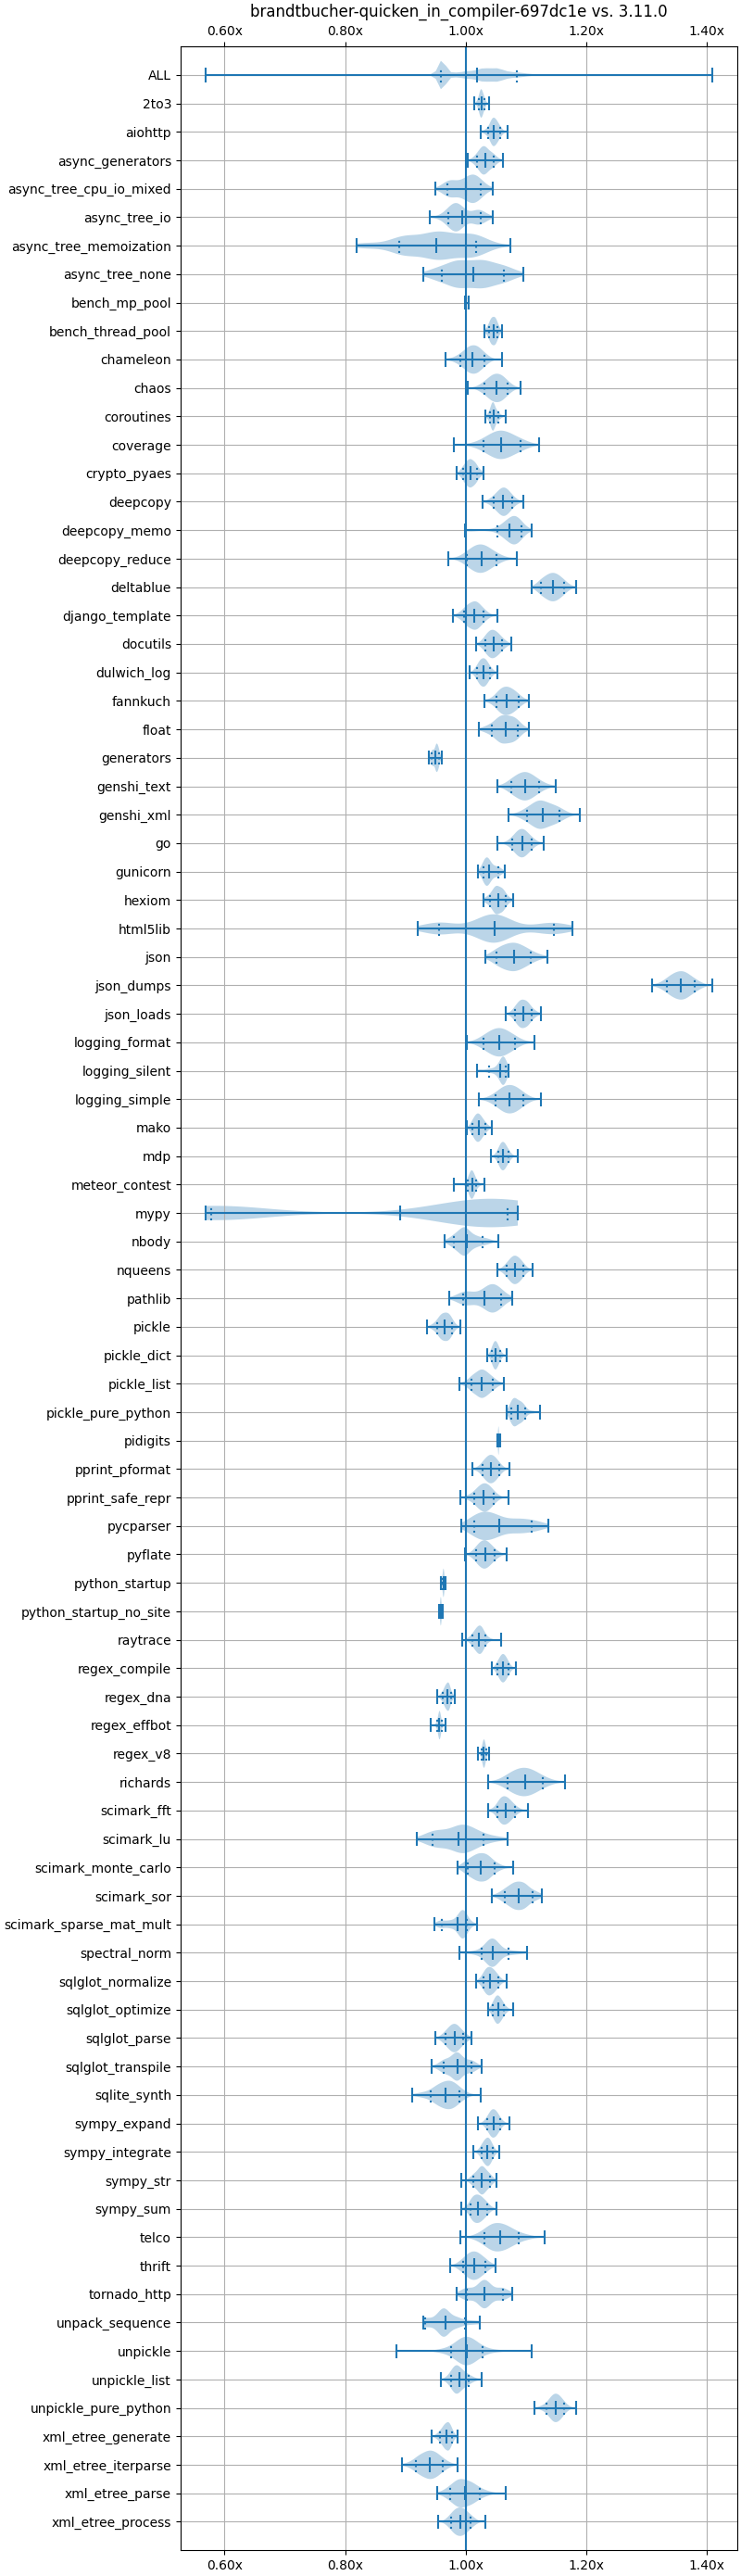 brandtbucher-quicken_in_compiler-697dc1e vs. 3.11.0
0.60x 0.80x 1.00x 1.20x 1.40x
ALL
2to3
aiohttp
async_generators
async_tree_cpu_io_mixed
async_tree_io
async_tree_memoization
async_tree_none
bench_mp_pool
bench_thread_pool
chameleon
chaos
coroutines
coverage
crypto_pyaes
deepcopy
deepcopy_memo
deepcopy_reduce
deltablue
django_template
docutils
dulwich_log
fannkuch
float
generators
genshi_text
genshi_xml
go
gunicorn
hexiom
html5lib
json
json_dumps
json_loads
logging_format
logging_silent
logging_simple
mako
mdp
meteor_contest
mypy
nbody
nqueens
pathlib
pickle
pickle_dict
pickle_list
pickle_pure_python
pidigits
pprint_pformat
pprint_safe_repr
pycparser
pyflate
python_startup
python_startup_no_site
raytrace
regex_compile
regex_dna
regex_effbot
regex_v8
richards
scimark_fft
scimark_lu
scimark_monte_carlo
scimark_sor
scimark_sparse_mat_mult
spectral_norm
sqlglot_normalize
sqlglot_optimize
sqlglot_parse
sqlglot_transpile
sqlite_synth
sympy_expand
sympy_integrate
sympy_str
sympy_sum
telco
thrift
tornado_http
unpack_sequence
unpickle
unpickle_list
unpickle_pure_python
xml_etree_generate
xml_etree_iterparse
xml_etree_parse
xml_etree_process
0.60x 0.80x 1.00x 1.20x 1.40x